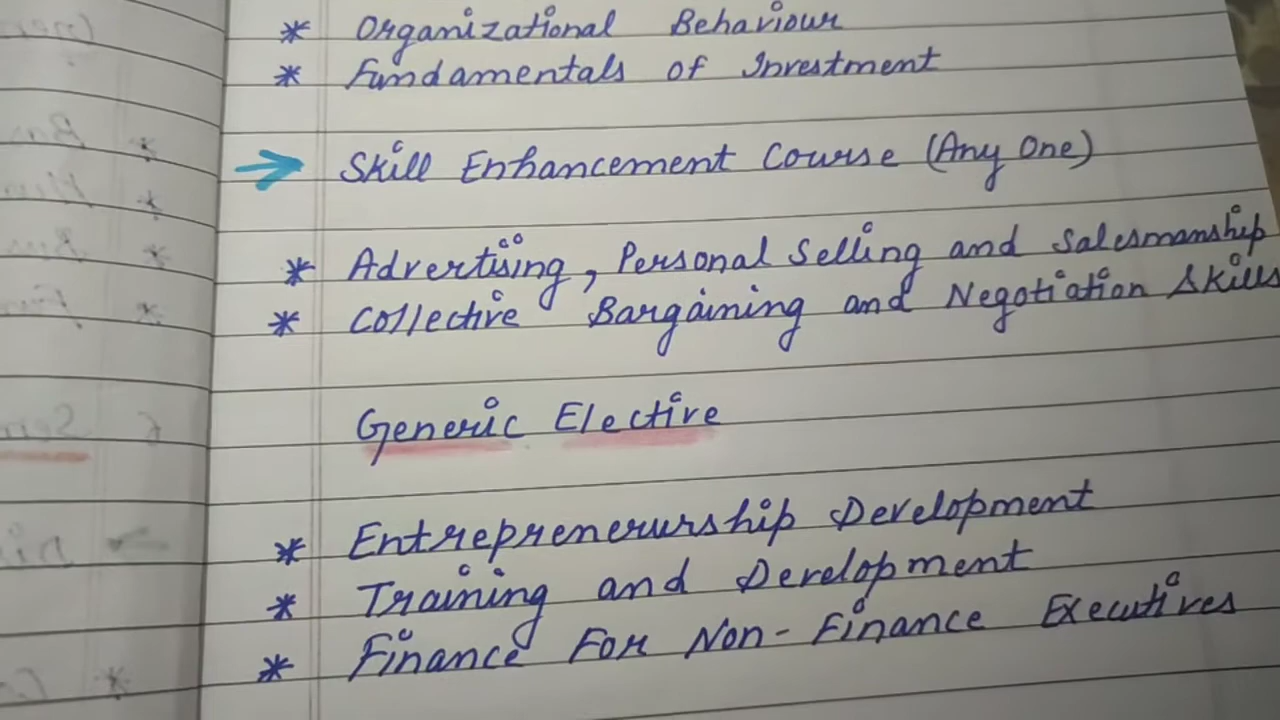 * Organizational Behaviour
* Fundamentals of Investment
→ Skill Enhancement Course (Any One)
* Advertising, Personal Selling and Salesmanship
* Collective Bargaining and Negotiation Skills
Generic Elective
* Entreprenerurship Development
* Training and Development
* Finance For Non-Finance Executives